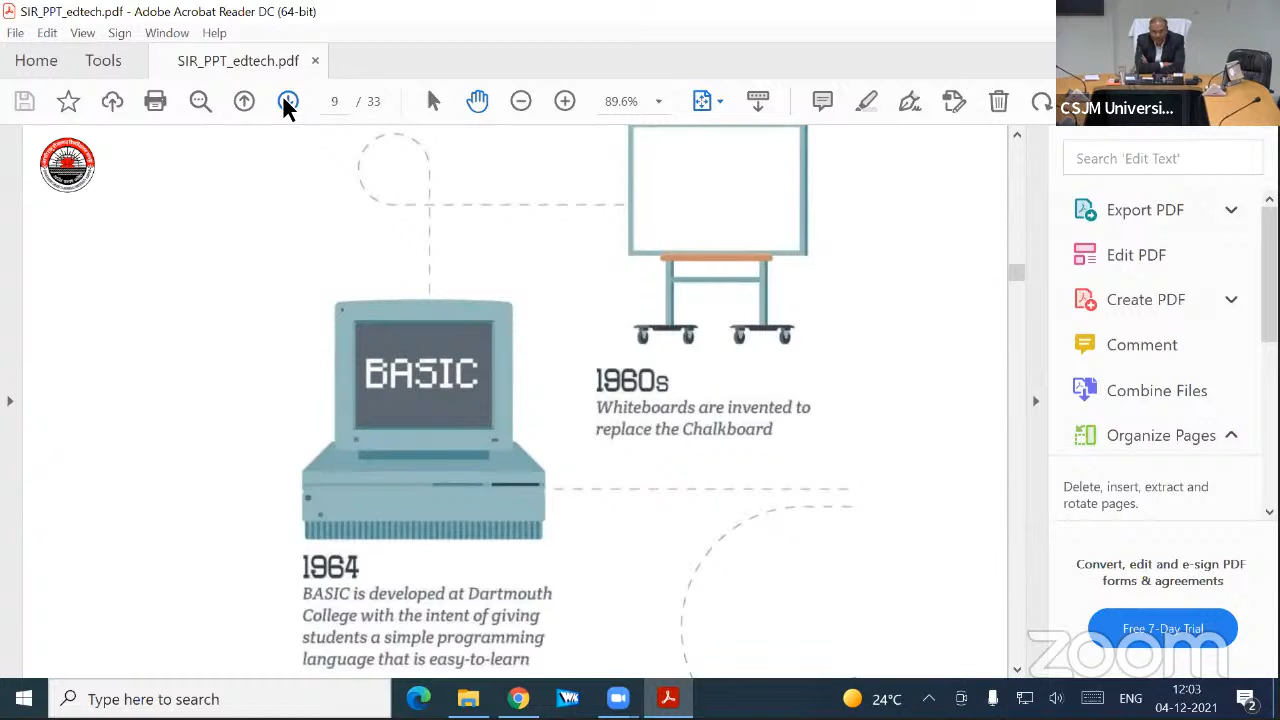 SIR_PPT_edtech.pdf - Adobe Acrobat Reader DC (64-bit)
File Edit View Sign Window Help
Home Tools SIR_PPT_edtech.pdf ×
9 / 33 89.6%
CSJM Universi...
Search 'Edit Text'
Export PDF
Edit PDF
Create PDF
Comment
Combine Files
Organize Pages
Delete, insert, extract and
rotate pages.
Convert, edit and e-sign PDF
forms & agreements
Free 7-Day Trial
BASIC
1960s
Whiteboards are invented to
replace the Chalkboard
1964
BASIC is developed at Dartmouth
College with the intent of giving
students a simple programming
language that is easy-to-learn
zoom
Type here to search
24°C ENG 12:03
04-12-2021
2